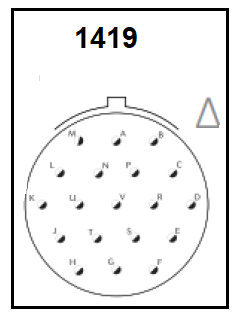 1419
M A B
L N P C
K U V R D
J T S E
H G F